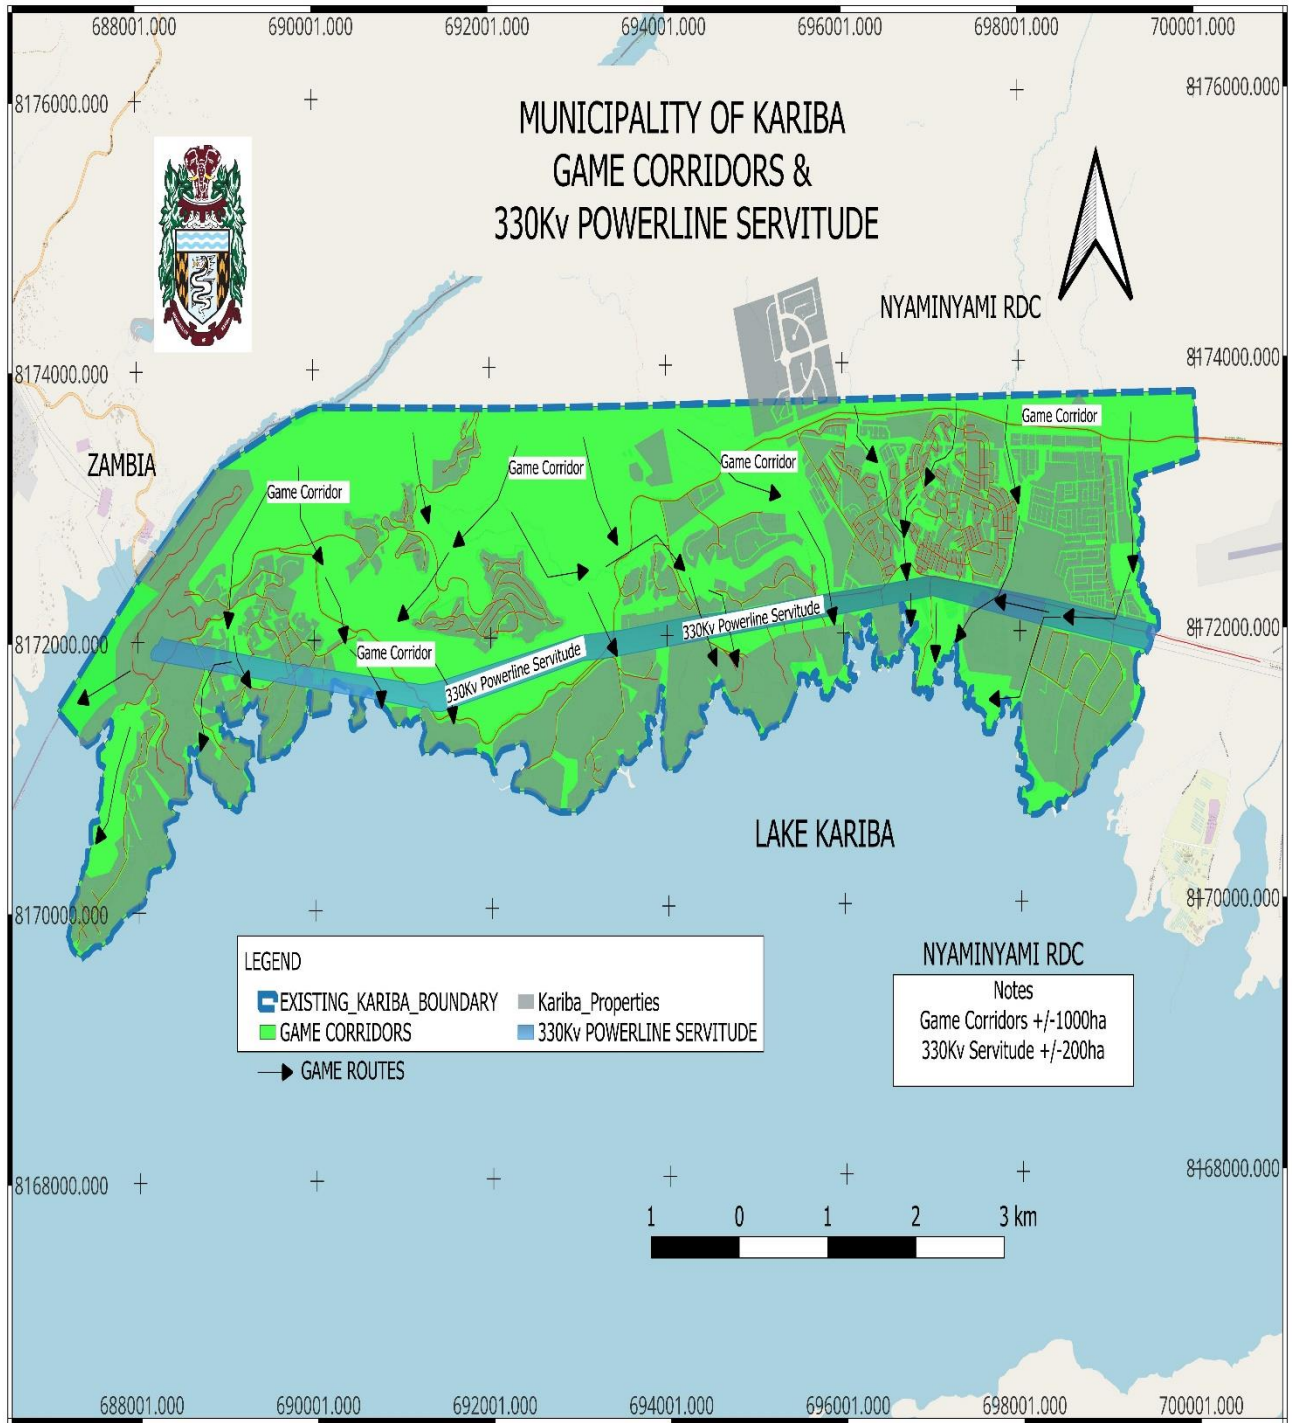 688001.000 690001.000 692001.000 694001.000 696001.000 698001.000 700001.000
8176000.000 8176000.000
MUNICIPALITY OF KARIBA
GAME CORRIDORS &
330Kv POWERLINE SERVITUDE
NYAMINYAMI RDC
8174000.000 8174000.000
ZAMBIA
Game Corridor
Game Corridor
Game Corridor
Game Corridor
330Kv Powerline Servitude
8172000.000 8172000.000
Game Corridor
330Kv Powerline Servitude
LAKE KARIBA
8170000.000 8170000.000
LEGEND
EXISTING_KARIBA_BOUNDARY Kariba_Properties
GAME CORRIDORS 330Kv POWERLINE SERVITUDE
GAME ROUTES
NYAMINYAMI RDC
Notes
Game Corridors +/-1000ha
330Kv Servitude +/-200ha
8168000.000 8168000.000
1 0 1 2 3 km
688001.000 690001.000 692001.000 694001.000 696001.000 698001.000 700001.000